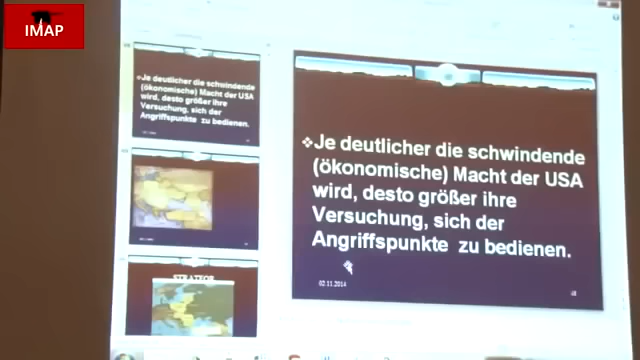 IMAP
Je deutlicher die schwindende
(ökonomische) Macht der USA
wird, desto größer ihre
Versuchung, sich der
Angriffspunkte zu bedienen.
Je deutlicher die schwindende
(ökonomische) Macht der USA
wird, desto größer ihre
Versuchung, sich der
Angriffspunkte zu bedienen.
02.11.2014